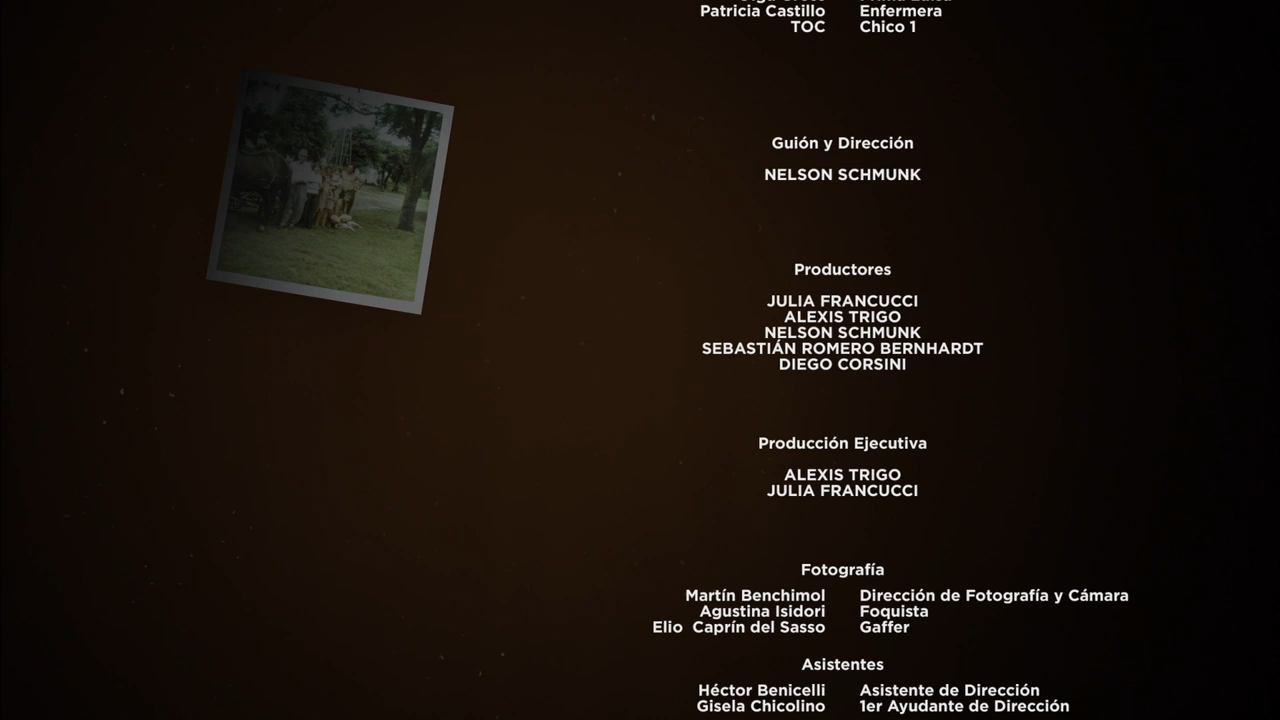 Patricia Castillo Enfermera
TOC Chico 1
Guión y Dirección
NELSON SCHMUNK
Productores
JULIA FRANCUCCI
ALEXIS TRIGO
NELSON SCHMUNK
SEBASTIÁN ROMERO BERNHARDT
DIEGO CORSINI
Producción Ejecutiva
ALEXIS TRIGO
JULIA FRANCUCCI
Fotografía
Martín Benchimol Dirección de Fotografía y Cámara
Agustina Isidori Foquista
Elio Caprín del Sasso Gaffer
Asistentes
Héctor Benicelli Asistente de Dirección
Gisela Chicolino 1er Ayudante de Dirección